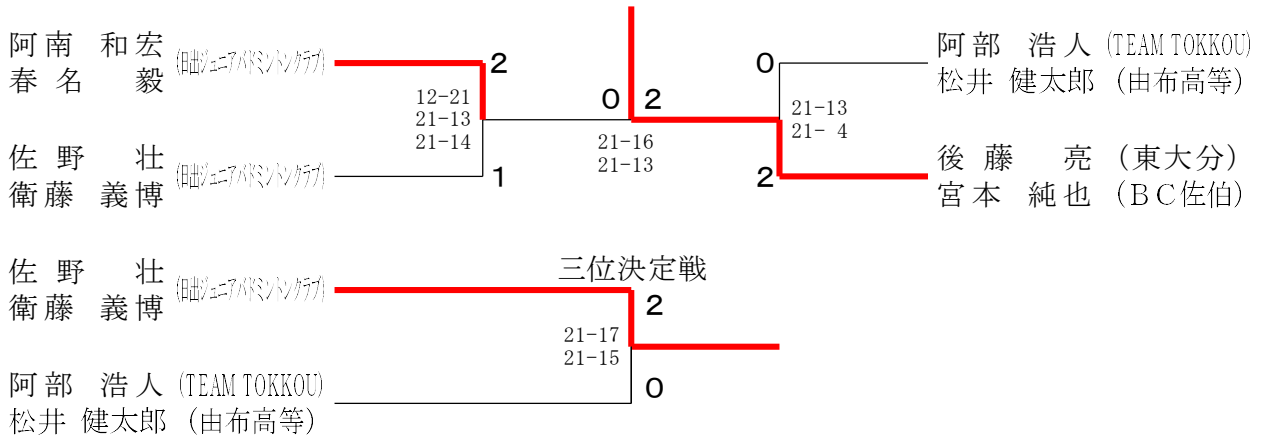 阿南 和宏 (日出ジュニアバドミントンクラブ)
春名 毅
2
12-21
21-13
21-14
佐野 壮 (日出ジュニアバドミントンクラブ)
衛藤 義博
1
0 2
21-16
21-13
0
阿部 浩人 (TEAM TOKKOU)
松井 健太郎 (由布高等)
21-13
21- 4
2
後藤 亮 (東大分)
宮本 純也 (BC佐伯)
三位決定戦
佐野 壮 (日出ジュニアバドミントンクラブ)
衛藤 義博
2
21-17
21-15
阿部 浩人 (TEAM TOKKOU)
松井 健太郎 (由布高等)
0